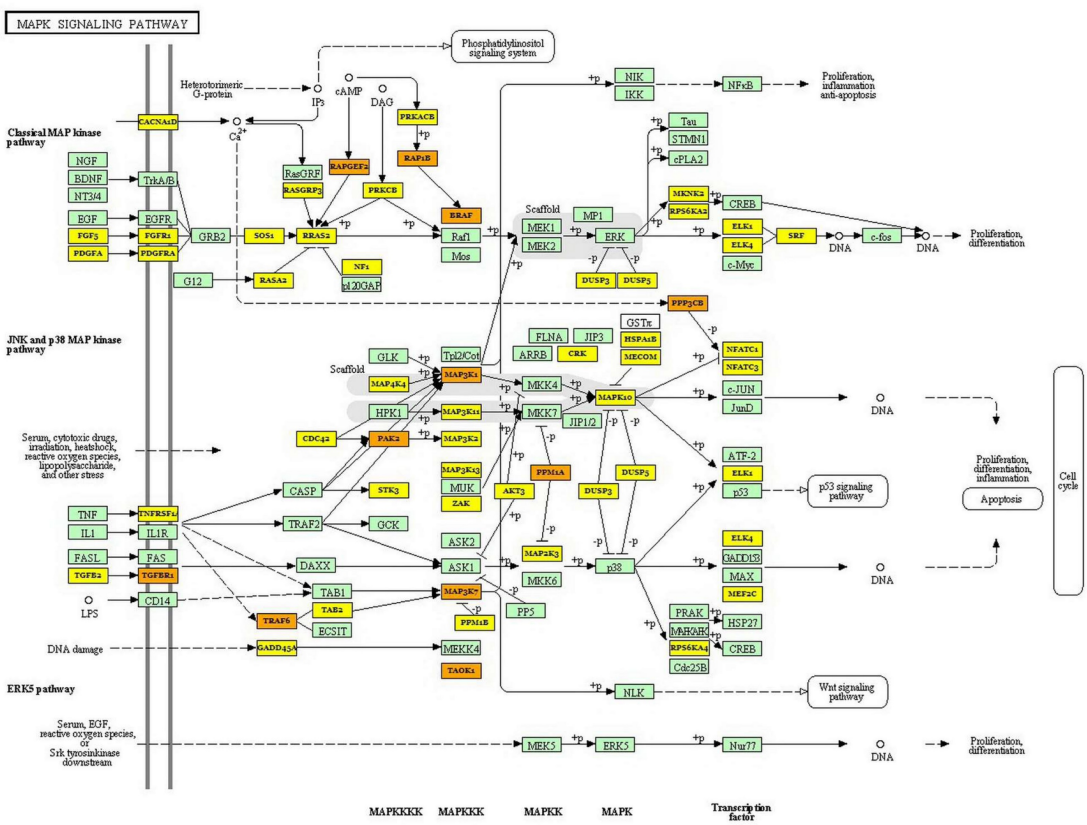 MAPK SIGNALING PATHWAY
Phosphatidylinositol
signaling system
Heterotorimeric
G-protein
IP3
cAMP
DAG
Ca2+
CACNA1D
PRKACB
+p
NIK
IKK
+p
NFκB
Proliferation,
inflammation
anti-apoptosis
Classical MAP kinase
pathway
NGF
BDNF
NT3/4
TrkA/B
RasGRF
RASGRP3
RAPGEF2
PRKCB
RAP1B
BRAF
Tau
STMN1
cPLA2
+p
+p
EGF
EGFR
FGF5
FGFR1
PDGFA
PDGFRA
GRB2
SOS1
RRAS2
+p
+p
Raf1
Mos
+p
Scaffold
MP1
MEK1
MEK2
+p
ERK
+p
+p
MKNK2
RPS6KA2
+p
CREB
ELK1
ELK4
c-Myc
SRF
DNA
c-fos
DNA
Proliferation,
differentiation
G12
RASA2
NF1
p120GAP
-p
-p
DUSP3
DUSP5
PPP3CB
-p
JNK and p38 MAP kinase
pathway
GLK
+p
Tpl2/Cot
FLNA
JIP3
ARRB
CRK
GSTπ
HSPA1B
MECOM
NFATC1
NFATC3
+p
Scaffold
MAP4K4
+p
MAP3K1
+p
MKK4
+p
MAPK10
+p
c-JUN
JunD
DNA
HPK1
+p
MAP3K11
+p
MKK7
+p
JIP1/2
CDC42
PAK2
+p
MAP3K2
Serum, cytotoxic drugs,
irradiation, heatshock,
reactive oxygen species,
lipopolysaccharide,
and other stress
MAP3K13
MUK
ZAK
AKT3
PPM1A
-p
DUSP3
DUSP5
-p
-p
+p
ATF-2
ELK1
p53
p53 signaling
pathway
Proliferation,
differentiation,
inflammation
Apoptosis
Cell
cycle
CASP
STK3
TNF
TNFRSF1A
IL1
IL1R
TRAF2
GCK
+p
-p
FASL
FAS
DAXX
ASK2
ASK1
+p
MAP2K3
MKK6
+p
p38
+p
+p
ELK4
GADD153
MAX
MEF2C
DNA
TGFB2
TGFBR1
LPS
CD14
TAB1
TAB2
TRAF6
ECSIT
MAP3K7
+p
-p
PPM1B
PP5
PRAK
+p
HSP27
MAPKAPK
RPS6KA4
+p
CREB
Cdc25B
DNA damage
GADD45A
MEKK4
TAOK1
ERK5 pathway
+p
NLK
Wnt signaling
pathway
Serum, EGF,
reactive oxygen species,
or
Srk tyrosinkinase
downstream
MEK5
+p
ERK5
+p
Nur77
DNA
Proliferation,
differentiation
MAPKKKK
MAPKKK
MAPKK
MAPK
Transcription
factor